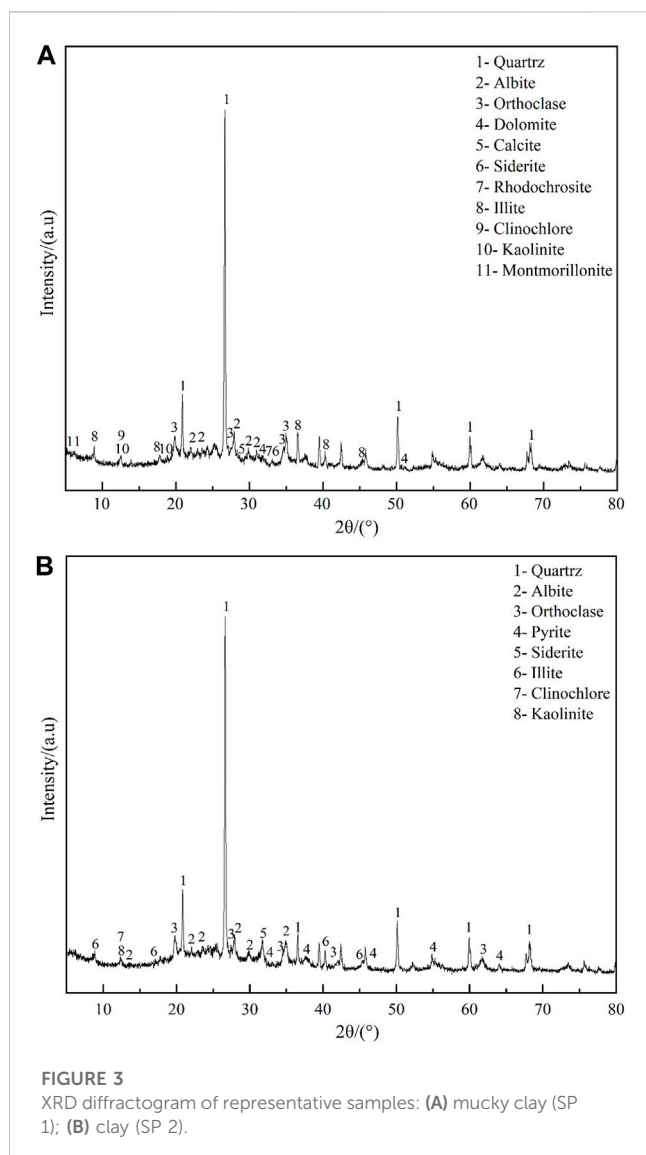 A
1- Quartrz
2- Albite
3- Orthoclase
4- Dolomite
5- Calcite
6- Siderite
7- Rhodochrosite
8- Illite
9- Clinochlore
10- Kaolinite
11- Montmorillonite
Intensity/(a.u)
1
1
11 8 9 10 8 10 3 2 2 3 2 5 2 2 4 7 6 3 3 8 8 8 1 4 1 1
10 20 30 40 50 60 70 80
2θ/(°)
B
1- Quartrz
2- Albite
3- Orthoclase
4- Pyrite
5- Siderite
6- Illite
7- Clinochlore
8- Kaolinite
Intensity/(a.u)
1
1
6 7 8 2 6 3 2 2 3 2 2 5 4 3 2 1 4 6 3 6 4 1 4 1 3 4 1
10 20 30 40 50 60 70 80
2θ/(°)
FIGURE 3
XRD diffractogram of representative samples: (A) mucky clay (SP
1); (B) clay (SP 2).